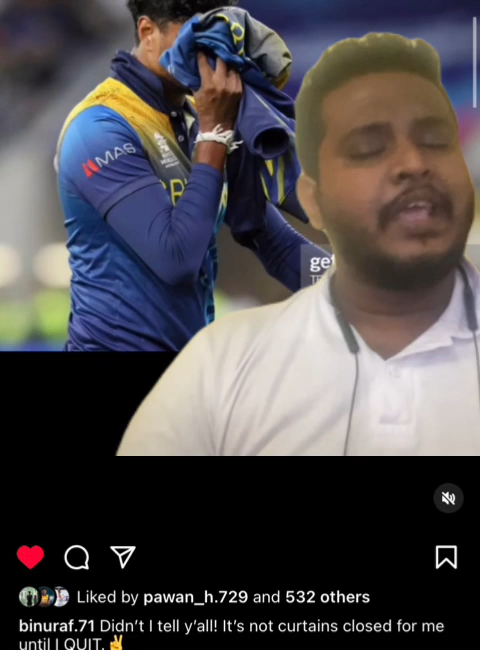 MAS
get
Liked by pawan_h.729 and 532 others
binuraf.71 Didn't I tell y'all! It's not curtains closed for me
until I QUIT. ✌️